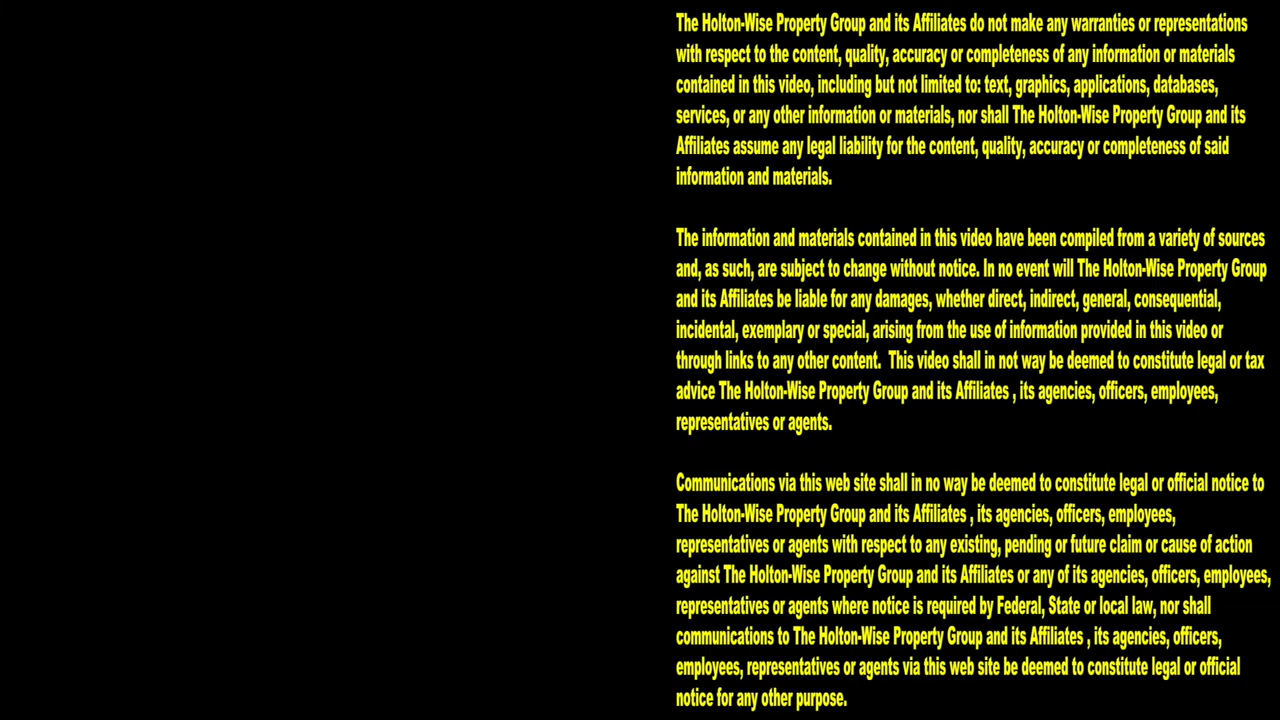 The Holton-Wise Property Group and its Affiliates do not make any warranties or representations
with respect to the content, quality, accuracy or completeness of any information or materials
contained in this video, including but not limited to: text, graphics, applications, databases,
services, or any other information or materials, nor shall The Holton-Wise Property Group and its
Affiliates assume any legal liability for the content, quality, accuracy or completeness of said
information and materials.
The information and materials contained in this video have been compiled from a variety of sources
and, as such, are subject to change without notice. In no event will The Holton-Wise Property Group
and its Affiliates be liable for any damages, whether direct, indirect, general, consequential,
incidental, exemplary or special, arising from the use of information provided in this video or
through links to any other content.  This video shall in not way be deemed to constitute legal or tax
advice The Holton-Wise Property Group and its Affiliates , its agencies, officers, employees,
representatives or agents.
Communications via this web site shall in no way be deemed to constitute legal or official notice to
The Holton-Wise Property Group and its Affiliates , its agencies, officers, employees,
representatives or agents with respect to any existing, pending or future claim or cause of action
against The Holton-Wise Property Group and its Affiliates or any of its agencies, officers, employees,
representatives or agents where notice is required by Federal, State or local law, nor shall
communications to The Holton-Wise Property Group and its Affiliates , its agencies, officers,
employees, representatives or agents via this web site be deemed to constitute legal or official
notice for any other purpose.